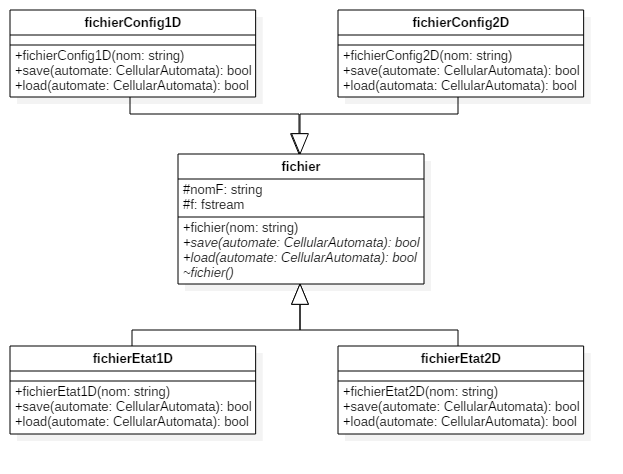 fichierConfig1D
+fichierConfig1D(nom: string)
+save(automate: CellularAutomata): bool
+load(automate: CellularAutomata): bool
fichierConfig2D
+fichierConfig2D(nom: string)
+save(automate: CellularAutomata): bool
+load(automata: CellularAutomata): bool
fichier
#nomF: string
#f: fstream
+fichier(nom: string)
+save(automate: CellularAutomata): bool
+load(automate: CellularAutomata): bool
~fichier()
fichierEtat1D
+fichierEtat1D(nom: string)
+save(automate: CellularAutomata): bool
+load(automate: CellularAutomata): bool
fichierEtat2D
+fichierEtat2D(nom: string)
+save(automate: CellularAutomata): bool
+load(automate: CellularAutomata): bool